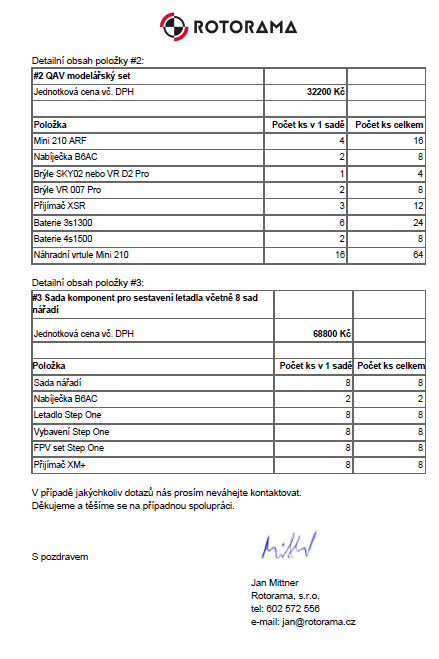 ROTORAMA
Detailní obsah položky #2:
#2 QAV modelářský set
Jednotková cena vč. DPH 32200 Kč
Položka Počet ks v 1 sadě Počet ks celkem
Mini 210 ARF 4 16
Nabíječka B6AC 2 8
Brýle SKY02 nebo VR D2 Pro 1 4
Brýle VR 007 Pro 2 8
Přijímač XSR 3 12
Baterie 3s1300 6 24
Baterie 4s1500 2 8
Náhradní vrtule Mini 210 16 64
Detailní obsah položky #3:
#3 Sada komponent pro sestavení letadla včetně 8 sad
nářadí
Jednotková cena vč. DPH 68800 Kč
Položka Počet ks v 1 sadě Počet ks celkem
Sada nářadí 8 8
Nabíječka B6AC 2 2
Letadlo Step One 8 8
Vybavení Step One 8 8
FPV set Step One 8 8
Přijímač XM+ 8 8
V případě jakýchkoliv dotazů nás prosím neváhejte kontaktovat.
Děkujeme a těšíme se na případnou spolupráci.
S pozdravem
Jan Mittner
Rotorama, s.r.o.
tel: 602 572 556
e-mail: jan@rotorama.cz